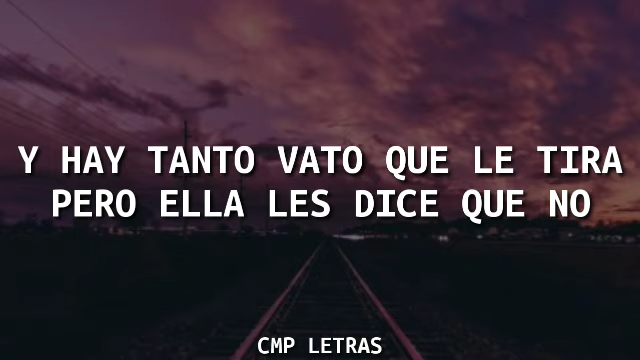 Y HAY TANTO VATO QUE LE TIRA
PERO ELLA LES DICE QUE NO
CMP LETRAS